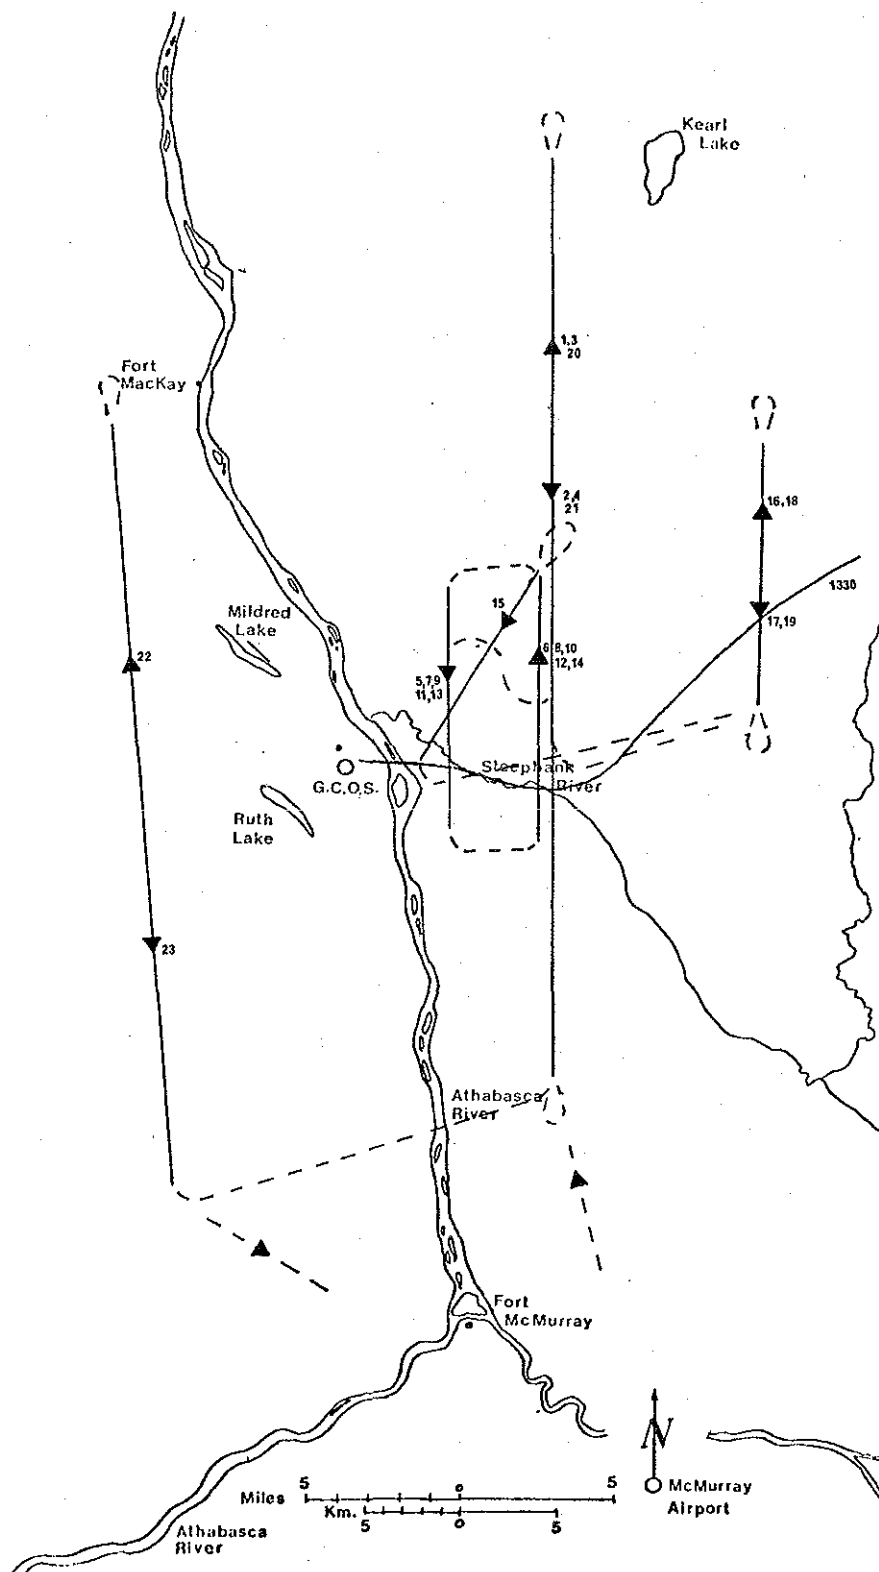 Kearl
Lake
1,3
20
Fort
MacKay
2,4
21
16,18
1330
15
17,19
Mildred
Lake
22
6,8,10
12,14
5,7,9
11,13
Steepbank
River
G.C.O.S.
Ruth
Lake
23
Athabasca
River
Fort
McMurray
N
5 0 5
Miles
Km.
5 0 5
McMurray
Airport
Athabasca
River